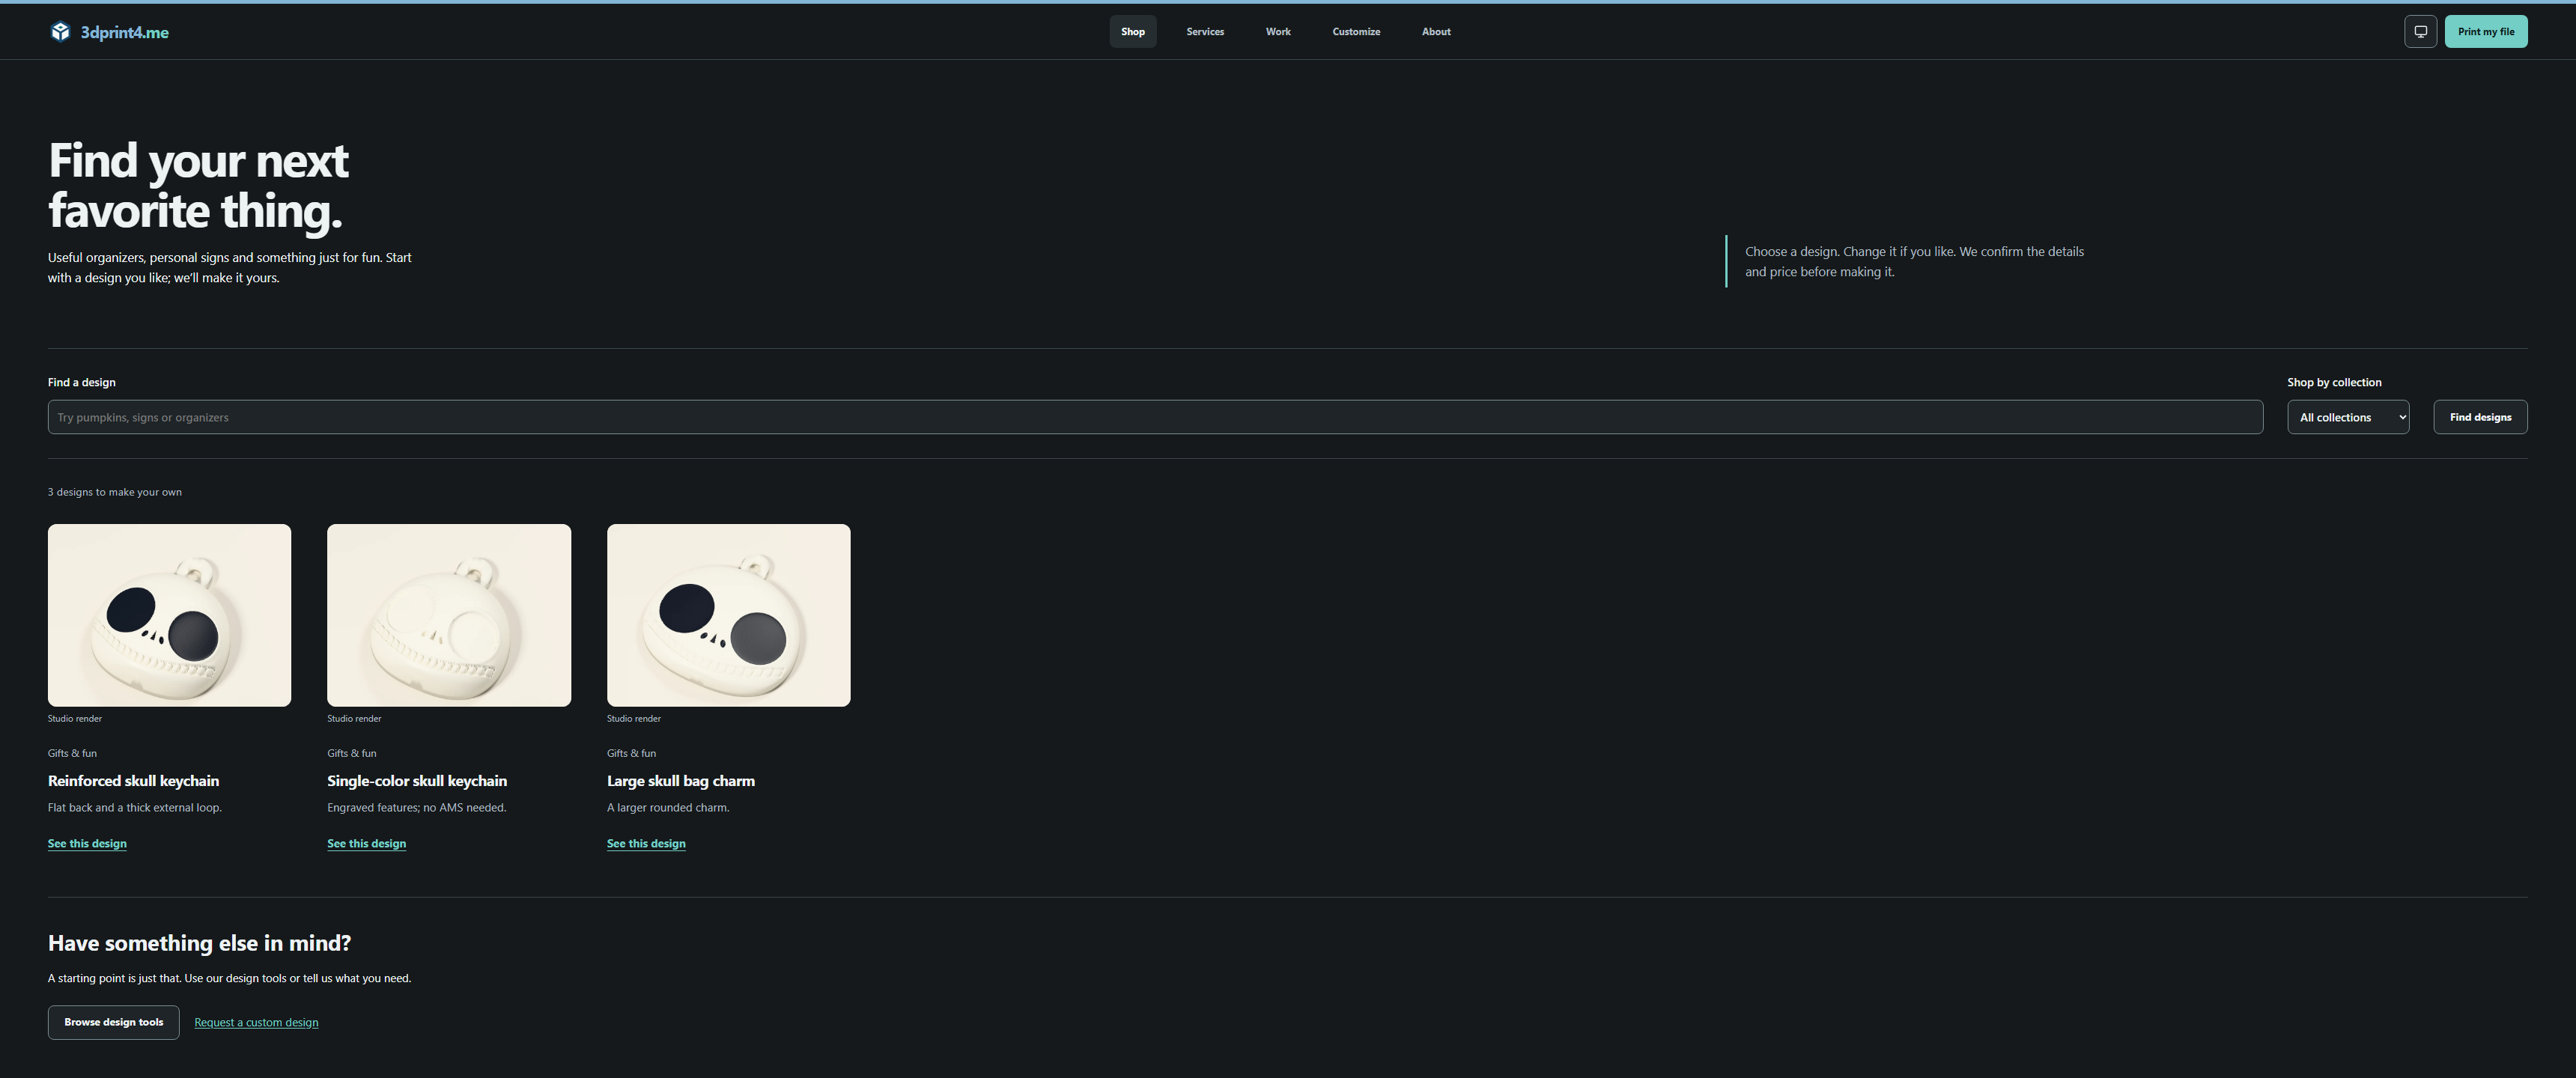 3dprint4.me
Shop
Services
Work
Customize
About
Print my file
Find your next
favorite thing.
Useful organizers, personal signs and something just for fun. Start
with a design you like; we’ll make it yours.
Choose a design. Change it if you like. We confirm the details
and price before making it.
Find a design
Shop by collection
Try pumpkins, signs or organizers
All collections
Find designs
3 designs to make your own
Studio render
Gifts & fun
Reinforced skull keychain
Flat back and a thick external loop.
See this design
Studio render
Gifts & fun
Single-color skull keychain
Engraved features; no AMS needed.
See this design
Studio render
Gifts & fun
Large skull bag charm
A larger rounded charm.
See this design
Have something else in mind?
A starting point is just that. Use our design tools or tell us what you need.
Browse design tools
Request a custom design